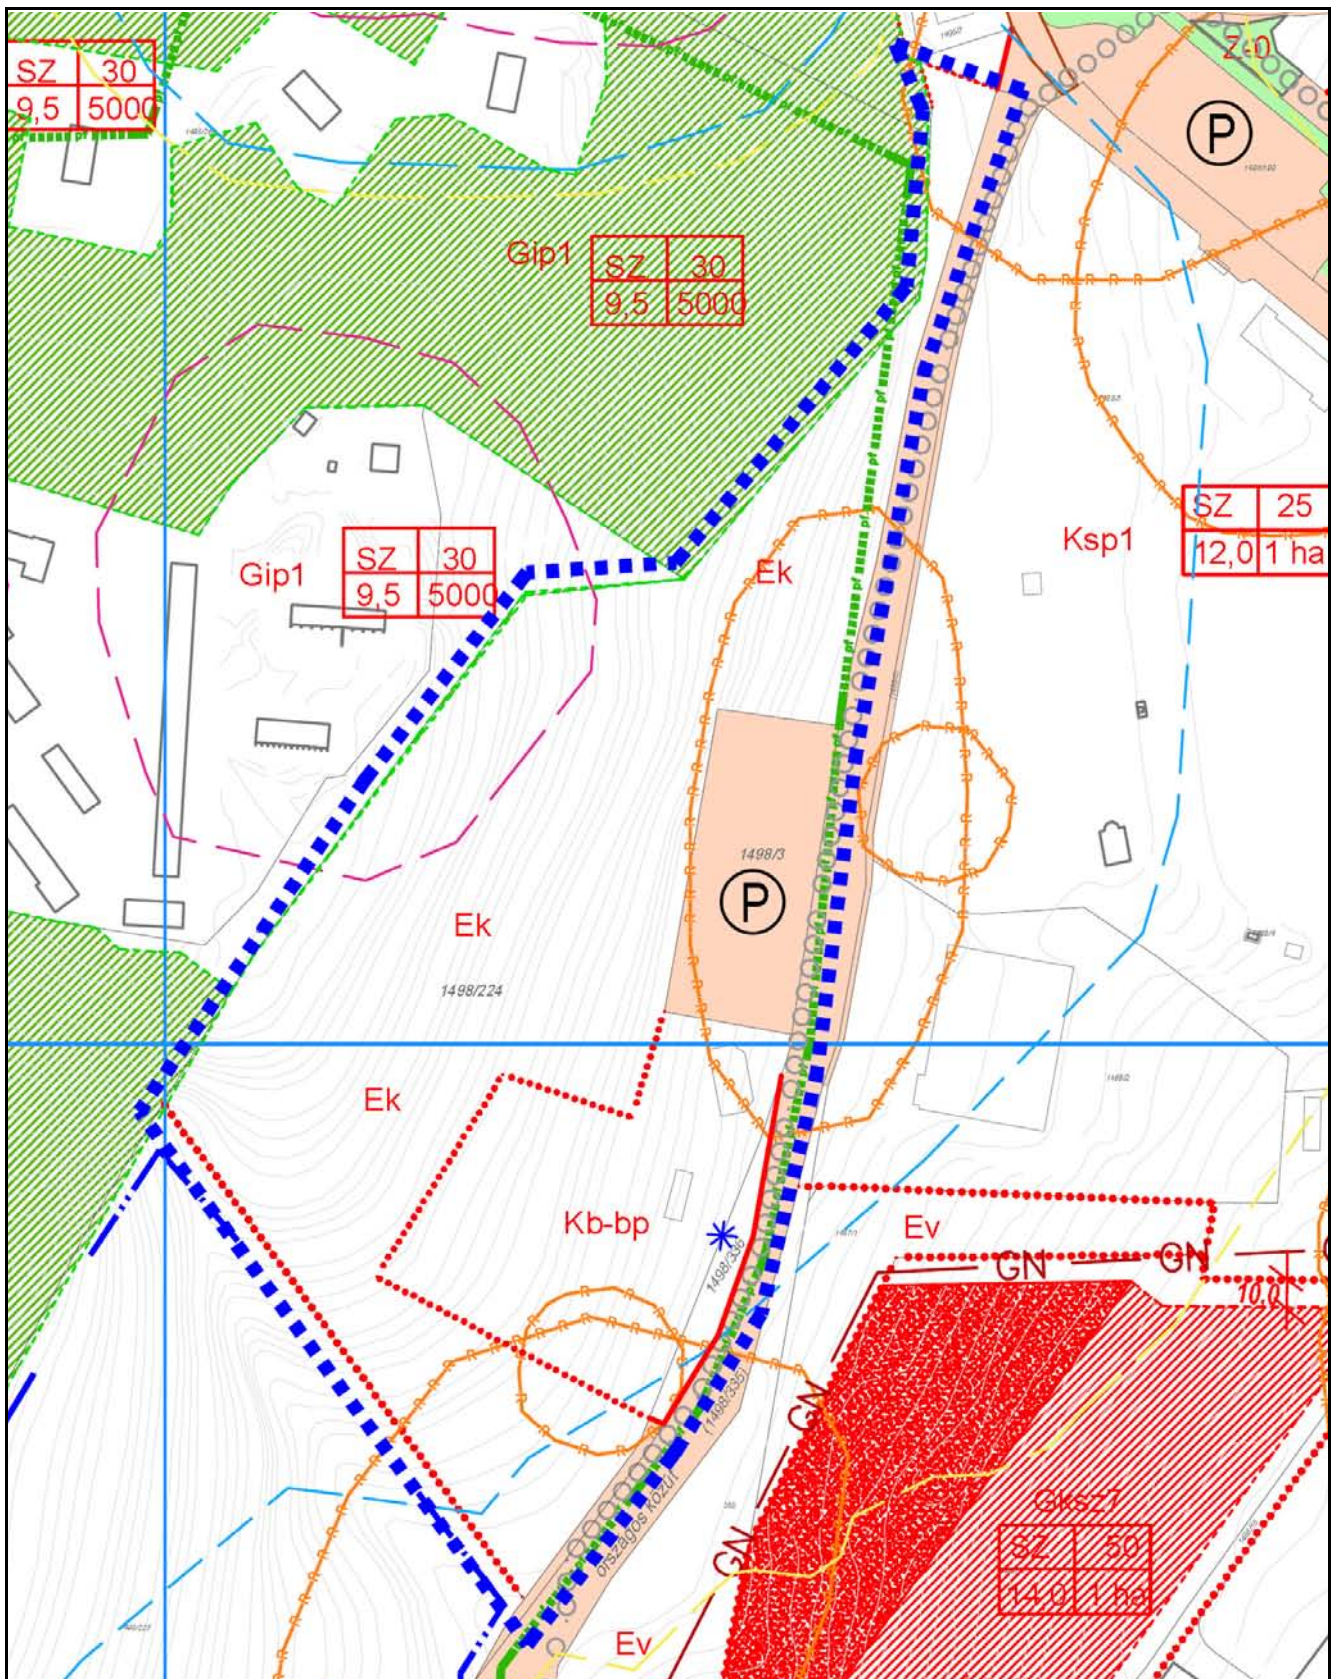 SZ 30
9,5 5000
Z-0
P
Gip1
SZ 30
9,5 5000
Gip1
SZ 30
9,5 5000
Ek
Ksp1
SZ 25
12,0 1 ha
1498/3
P
Ek
1498/224
Ek
Kb-bp
1498/336
Ev
GN
GN
10,0
(1498/335)
országos közút
GN
GN
Gksz7
SZ 50
14,0 1 ha
Ev